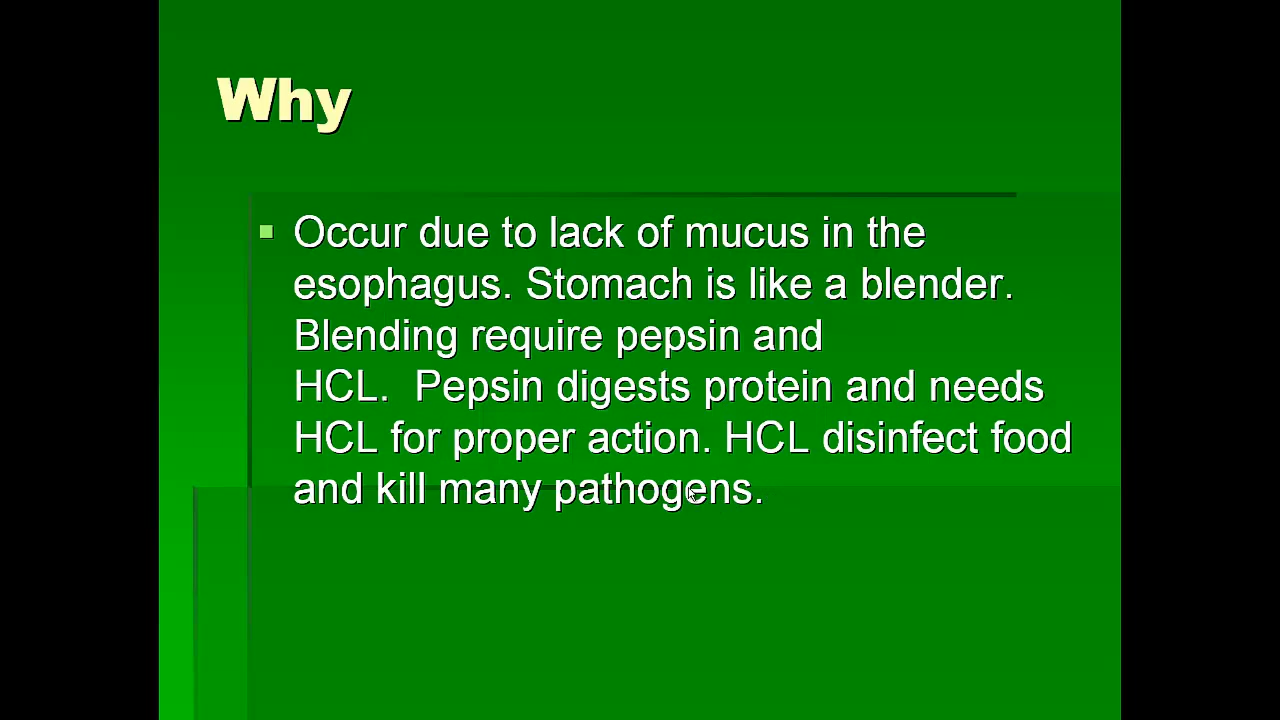 Why
Occur due to lack of mucus in the
esophagus. Stomach is like a blender.
Blending require pepsin and
HCL.  Pepsin digests protein and needs
HCL for proper action. HCL disinfect food
and kill many pathogens.